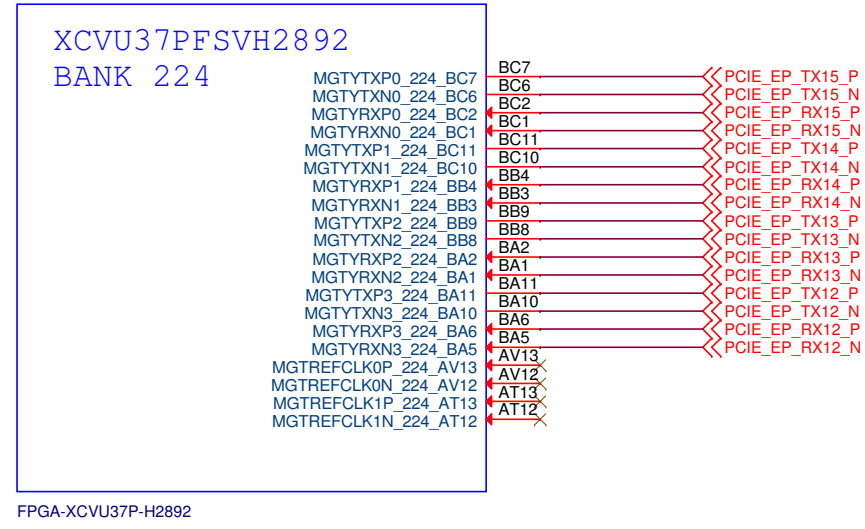 XCVU37PFSVH2892
BANK 224
MGTYTXP0_224_BC7 BC7 PCIE_EP_TX15_P
MGTYTXN0_224_BC6 BC6 PCIE_EP_TX15_N
MGTYRXP0_224_BC2 BC2 PCIE_EP_RX15_P
MGTYRXN0_224_BC1 BC1 PCIE_EP_RX15_N
MGTYTXP1_224_BC11 BC11 PCIE_EP_TX14_P
MGTYTXN1_224_BC10 BC10 PCIE_EP_TX14_N
MGTYRXP1_224_BB4 BB4 PCIE_EP_RX14_P
MGTYRXN1_224_BB3 BB3 PCIE_EP_RX14_N
MGTYTXP2_224_BB9 BB9 PCIE_EP_TX13_P
MGTYTXN2_224_BB8 BB8 PCIE_EP_TX13_N
MGTYRXP2_224_BA2 BA2 PCIE_EP_RX13_P
MGTYRXN2_224_BA1 BA1 PCIE_EP_RX13_N
MGTYTXP3_224_BA11 BA11 PCIE_EP_TX12_P
MGTYTXN3_224_BA10 BA10 PCIE_EP_TX12_N
MGTYRXP3_224_BA6 BA6 PCIE_EP_RX12_P
MGTYRXN3_224_BA5 BA5 PCIE_EP_RX12_N
MGTREFCLK0P_224_AV13 AV13
MGTREFCLK0N_224_AV12 AV12
MGTREFCLK1P_224_AT13 AT13
MGTREFCLK1N_224_AT12 AT12
FPGA-XCVU37P-H2892